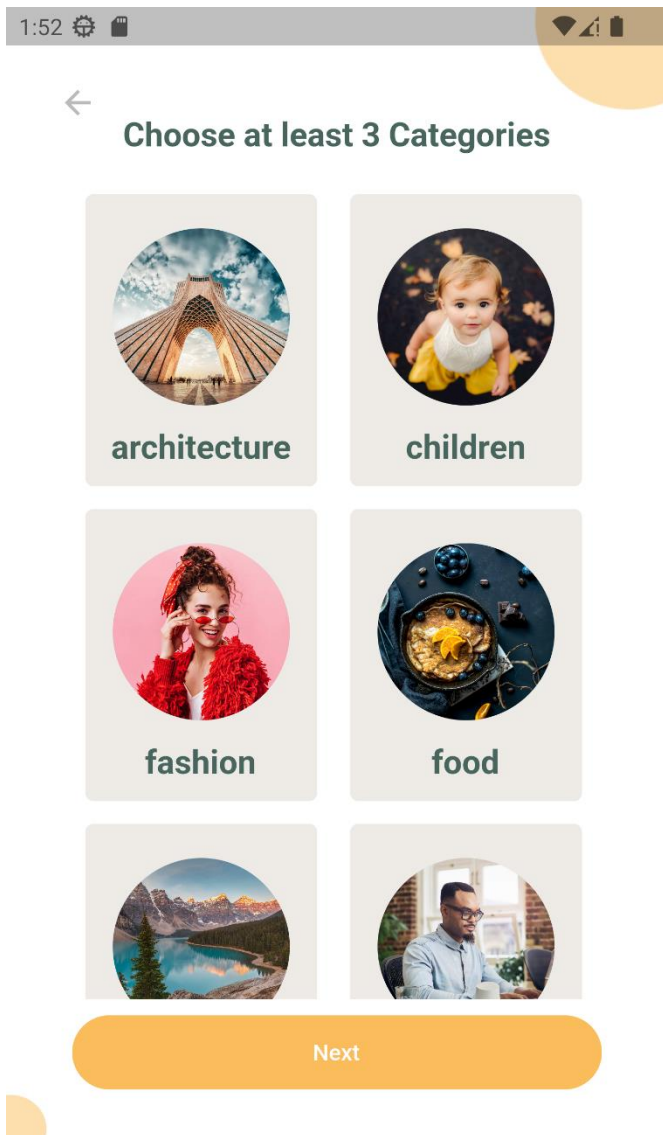 1:52
Choose at least 3 Categories
architecture
children
fashion
food
Next